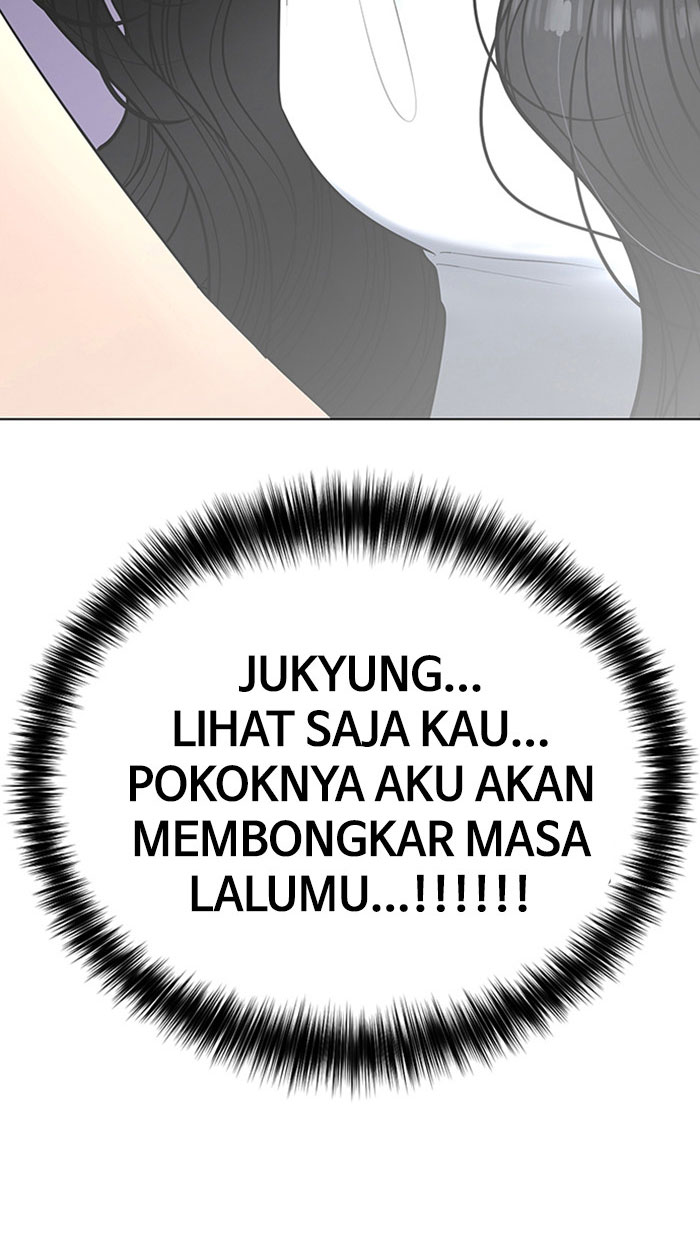 JUKYUNG...
LIHAT SAJA KAU...
POKOKNYA AKU AKAN
MEMBONGKAR MASA
LALUMU...!!!!!!